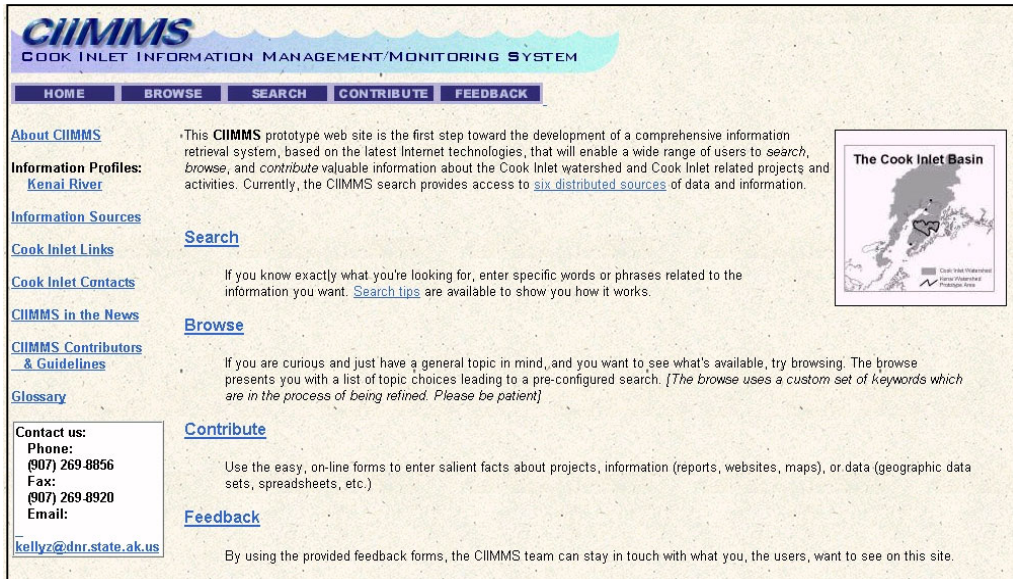 CIIMMS
COOK INLET INFORMATION MANAGEMENT/MONITORING SYSTEM
HOME BROWSE SEARCH CONTRIBUTE FEEDBACK
About CIIMMS
Information Profiles:
Kenai River
Information Sources
Cook Inlet Links
Cook Inlet Contacts
CIIMMS in the News
CIIMMS Contributors
& Guidelines
Glossary
Contact us:
Phone:
(907) 269-8856
Fax:
(907) 269-8920
Email:
kellyz@dnr.state.ak.us
This CIIMMS prototype web site is the first step toward the development of a comprehensive information
retrieval system, based on the latest Internet technologies, that will enable a wide range of users to search,
browse, and contribute valuable information about the Cook Inlet watershed and Cook Inlet related projects and
activities. Currently, the CIIMMS search provides access to six distributed sources of data and information.
The Cook Inlet Basin
Cook Inlet Watershed
Kenai Watershed
Prototype Area
Search
If you know exactly what you're looking for, enter specific words or phrases related to the
information you want. Search tips are available to show you how it works.
Browse
If you are curious and just have a general topic in mind, and you want to see what's available, try browsing. The browse
presents you with a list of topic choices leading to a pre-configured search. [The browse uses a custom set of keywords which
are in the process of being refined. Please be patient]
Contribute
Use the easy, on-line forms to enter salient facts about projects, information (reports, websites, maps), or data (geographic data
sets, spreadsheets, etc.)
Feedback
By using the provided feedback forms, the CIIMMS team can stay in touch with what you, the users, want to see on this site.